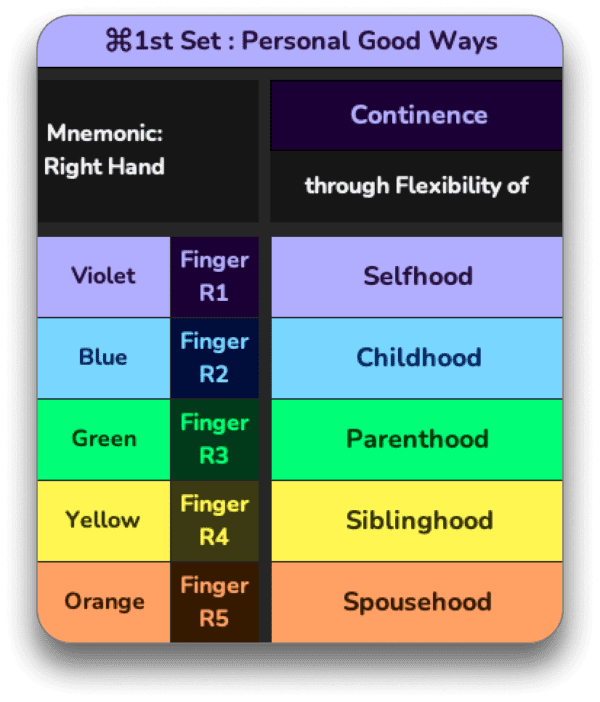 ⌘1st Set : Personal Good Ways
Mnemonic:
Right Hand
Continence
through Flexibility of
Violet
Finger
R1
Selfhood
Blue
Finger
R2
Childhood
Green
Finger
R3
Parenthood
Yellow
Finger
R4
Siblinghood
Orange
Finger
R5
Spousehood